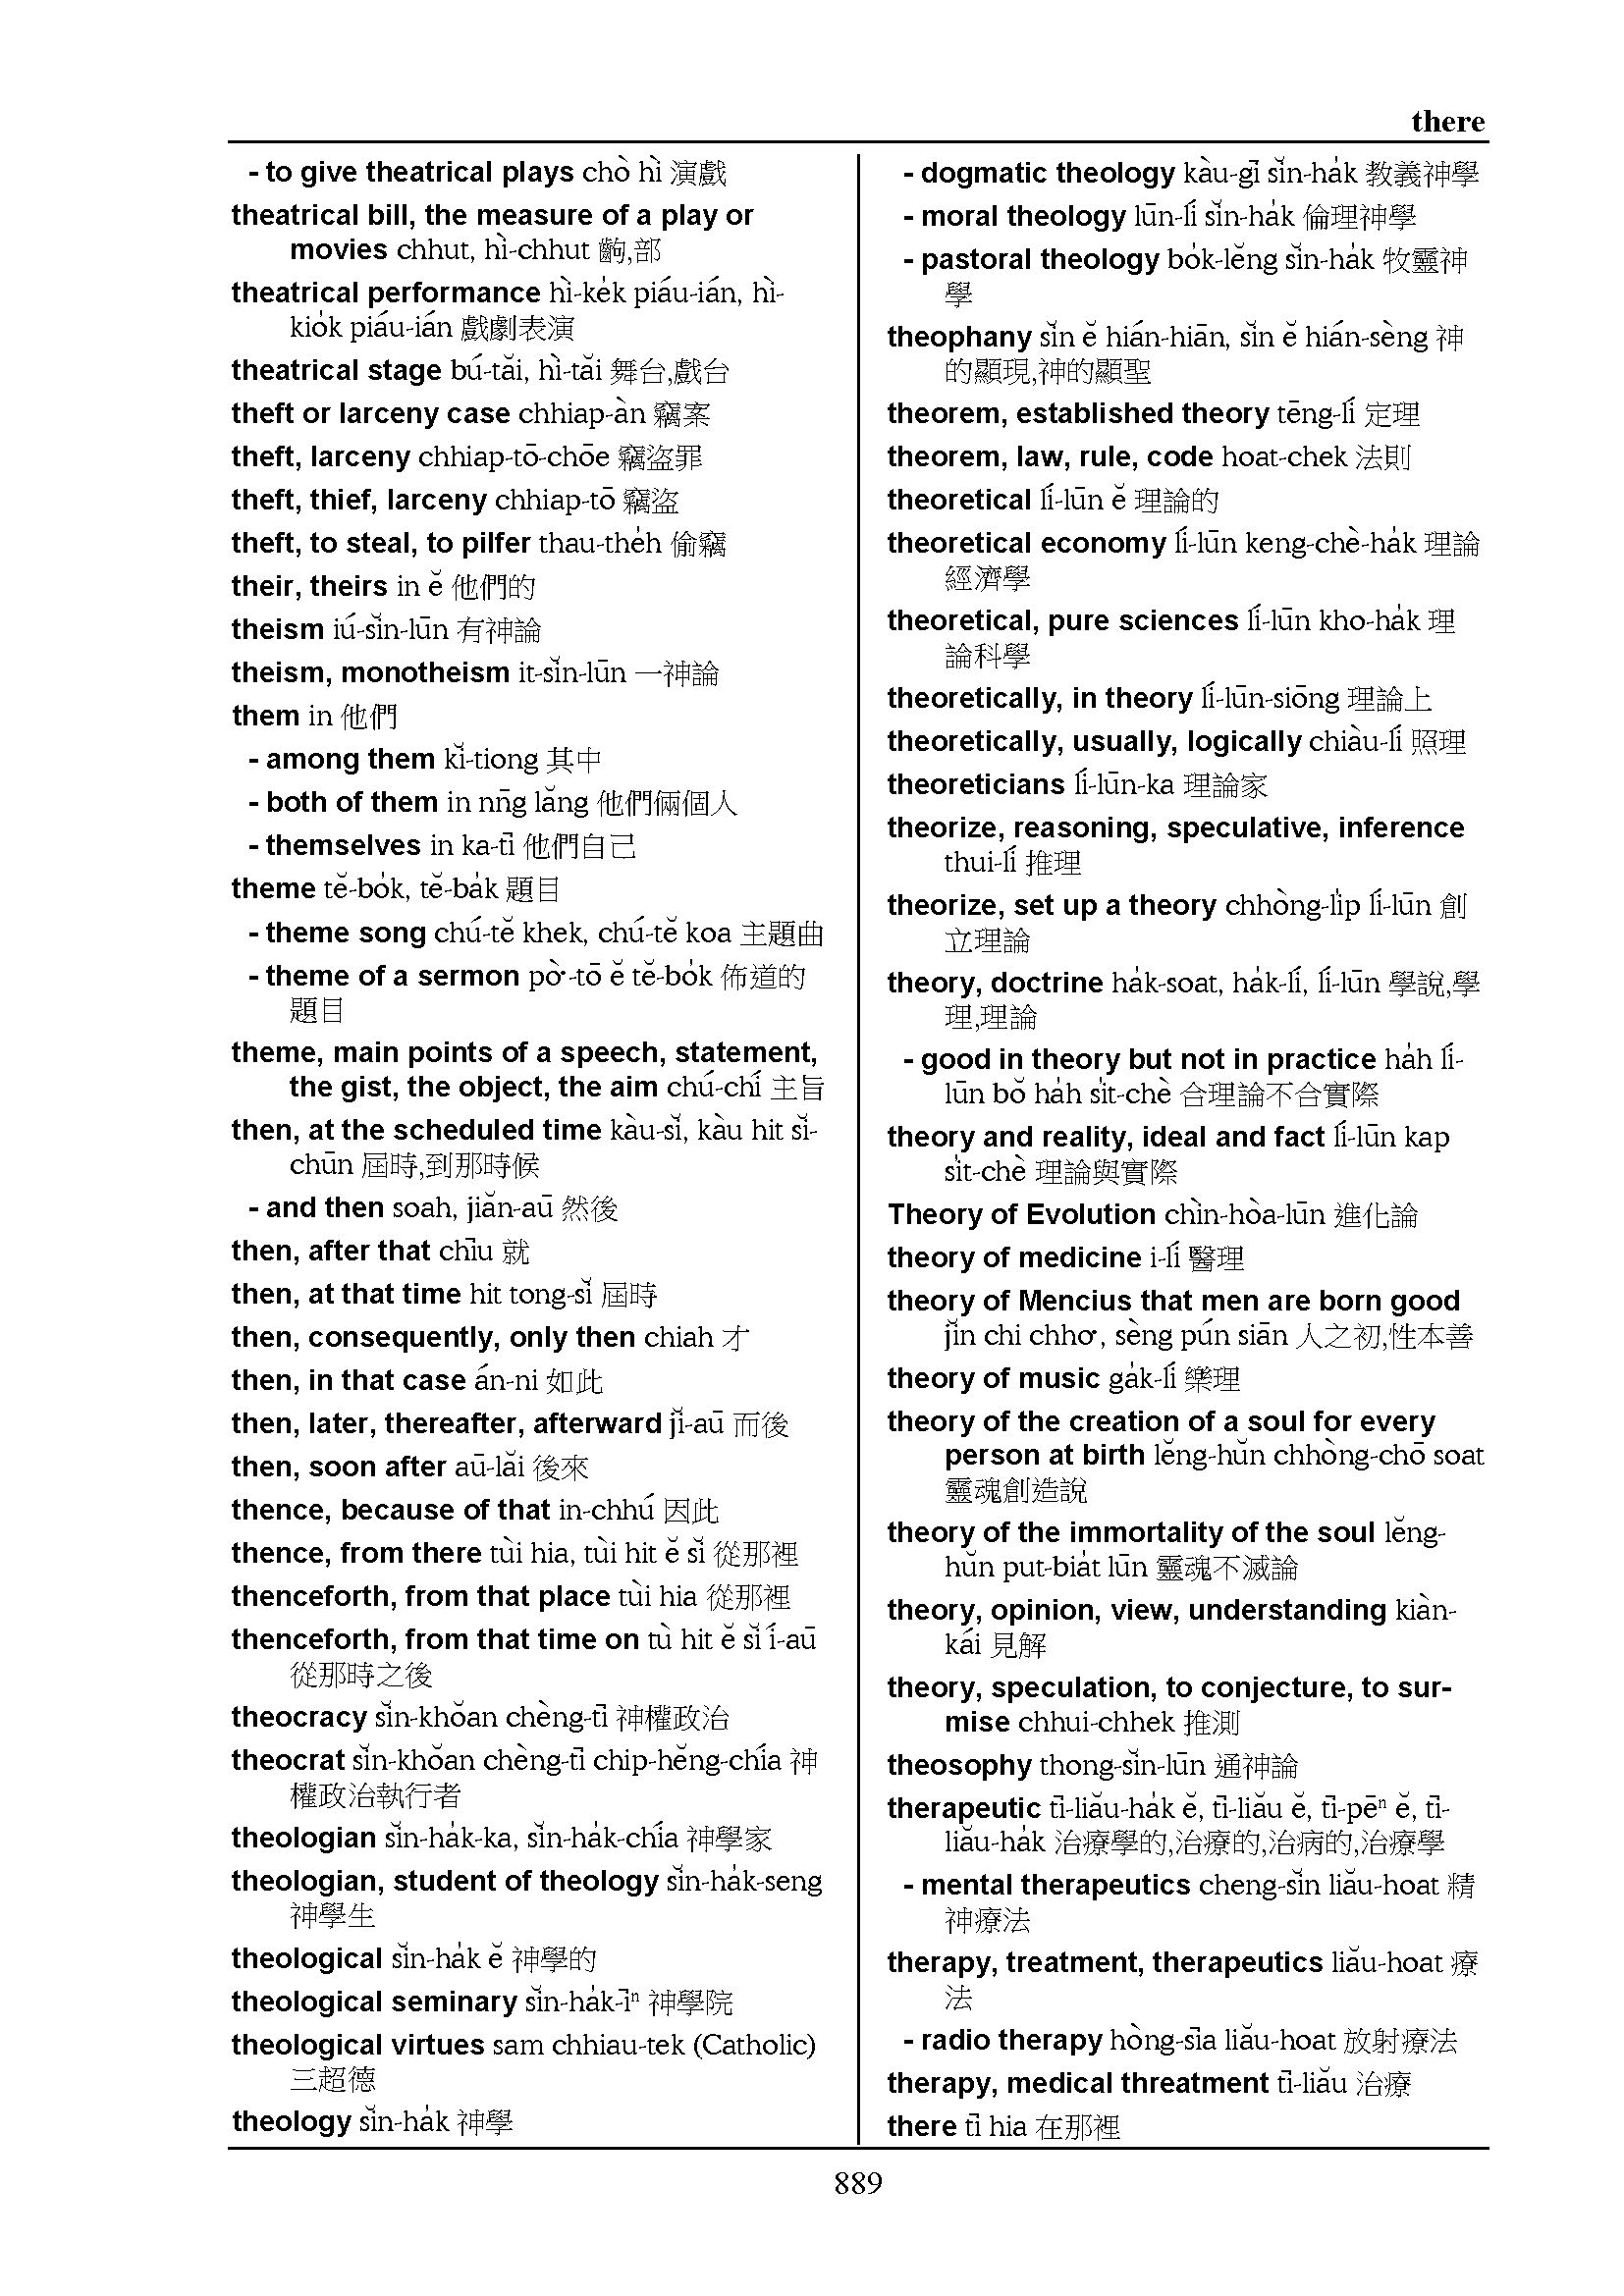 there
- to give theatrical plays chò hì 演戲
theatrical bill, the measure of a play or
movies chhut, hì-chhut 齣,部
theatrical performance hì-ke̍k piáu-ián, hì-
kio̍k piáu-ián 戲劇表演
theatrical stage bú-tăi, hì-tăi 舞台,戲台
theft or larceny case chhiap-àn 竊案
theft, larceny chhiap-tō-chōe 竊盜罪
theft, thief, larceny chhiap-tō 竊盜
theft, to steal, to pilfer thau-the̍h 偷竊
their, theirs in ĕ 他們的
theism iú-sĭn-lūn 有神論
theism, monotheism it-sĭn-lūn 一神論
them in 他們
- among them kĭ-tiong 其中
- both of them in nn̄g lăng 他們倆個人
- themselves in ka-tī 他們自己
theme tĕ-bo̍k, tĕ-ba̍k 題目
- theme song chú-tĕ khek, chú-tĕ koa 主題曲
- theme of a sermon pò͘-tō ĕ tĕ-bo̍k 佈道的
題目
theme, main points of a speech, statement,
the gist, the object, the aim chú-chí 主旨
then, at the scheduled time kàu-sĭ, kàu hit sĭ-
chūn 屆時,到那時候
- and then soah, jiăn-aū 然後
then, after that chīu 就
then, at that time hit tong-sĭ 屆時
then, consequently, only then chiah 才
then, in that case án-ni 如此
then, later, thereafter, afterward jĭ-aū 而後
then, soon after aū-lăi 後來
thence, because of that in-chhú 因此
thence, from there tùi hia, tùi hit ĕ sĭ 從那裡
thenceforth, from that place tùi hia 從那裡
thenceforth, from that time on tù hit ĕ sĭ í-aū
從那時之後
theocracy sĭn-khŏan chèng-tī 神權政治
theocrat sĭn-khŏan chèng-tī chip-hĕng-chía 神
權政治執行者
theologian sĭn-ha̍k-ka, sĭn-ha̍k-chía 神學家
theologian, student of theology sĭn-ha̍k-seng
神學生
theological sĭn-ha̍k ĕ 神學的
theological seminary sĭn-ha̍k-īⁿ 神學院
theological virtues sam chhiau-tek (Catholic)
三超德
theology sĭn-ha̍k 神學
- dogmatic theology kàu-gī sĭn-ha̍k 教義神學
- moral theology lūn-lí sĭn-ha̍k 倫理神學
- pastoral theology bo̍k-lĕng sĭn-ha̍k 牧靈神
學
theophany sĭn ĕ hián-hiān, sĭn ĕ hián-sèng 神
的顯現,神的顯聖
theorem, established theory tēng-lí 定理
theorem, law, rule, code hoat-chek 法則
theoretical lí-lūn ĕ 理論的
theoretical economy lí-lūn keng-chè-ha̍k 理論
經濟學
theoretical, pure sciences lí-lūn kho-ha̍k 理
論科學
theoretically, in theory lí-lūn-siōng 理論上
theoretically, usually, logically chiàu-lí 照理
theoreticians lí-lūn-ka 理論家
theorize, reasoning, speculative, inference
thui-lí 推理
theorize, set up a theory chhòng-li̍p lí-lūn 創
立理論
theory, doctrine ha̍k-soat, ha̍k-lí, lí-lūn 學說,學
理,理論
- good in theory but not in practice ha̍h lí-
lūn bŏ ha̍h si̍t-chè 合理論不合實際
theory and reality, ideal and fact lí-lūn kap
si̍t-chè 理論與實際
Theory of Evolution chìn-hòa-lūn 進化論
theory of medicine i-lí 醫理
theory of Mencius that men are born good
jĭn chi chho͘, sèng pún siān 人之初,性本善
theory of music ga̍k-lí 樂理
theory of the creation of a soul for every
person at birth lĕng-hŭn chhòng-chō soat
靈魂創造說
theory of the immortality of the soul lĕng-
hŭn put-bia̍t lūn 靈魂不滅論
theory, opinion, view, understanding kiàn-
kái 見解
theory, speculation, to conjecture, to sur-
mise chhui-chhek 推測
theosophy thong-sĭn-lūn 通神論
therapeutic tī-liău-ha̍k ĕ, tī-liău ĕ, tī-pēⁿ ĕ, tī-
liău-ha̍k 治療學的,治療的,治病的,治療學
- mental therapeutics cheng-sĭn liău-hoat 精
神療法
therapy, treatment, therapeutics liău-hoat 療
法
- radio therapy hòng-sīa liău-hoat 放射療法
therapy, medical threatment tī-liău 治療
there tī hia 在那裡
889